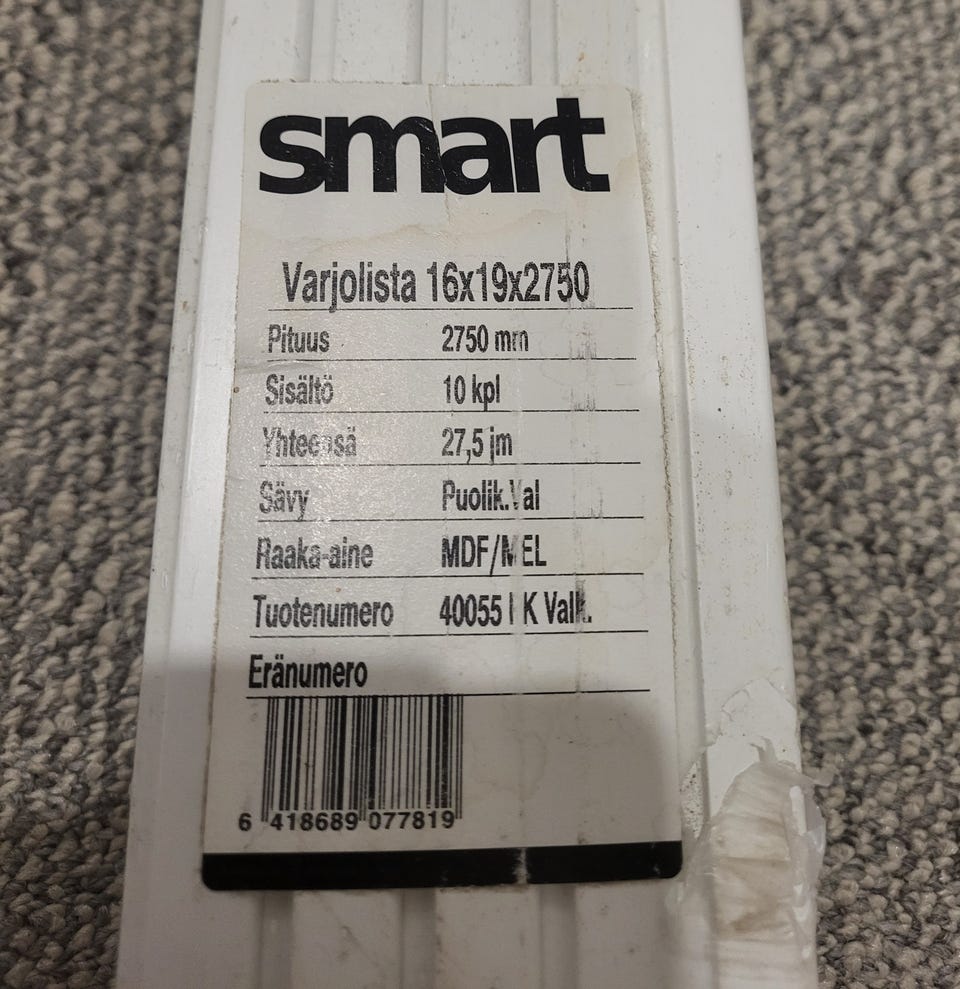 smart
Varjolista 16x19x2750
Pituus 2750 mm
Sisältö 10 kpl
Yhteensä 27,5 jm
Sävy Puolik.Val
Raaka-aine MDF/MEL
Tuotenumero 40055 K Valk.
Eränumero
6 418689 077819